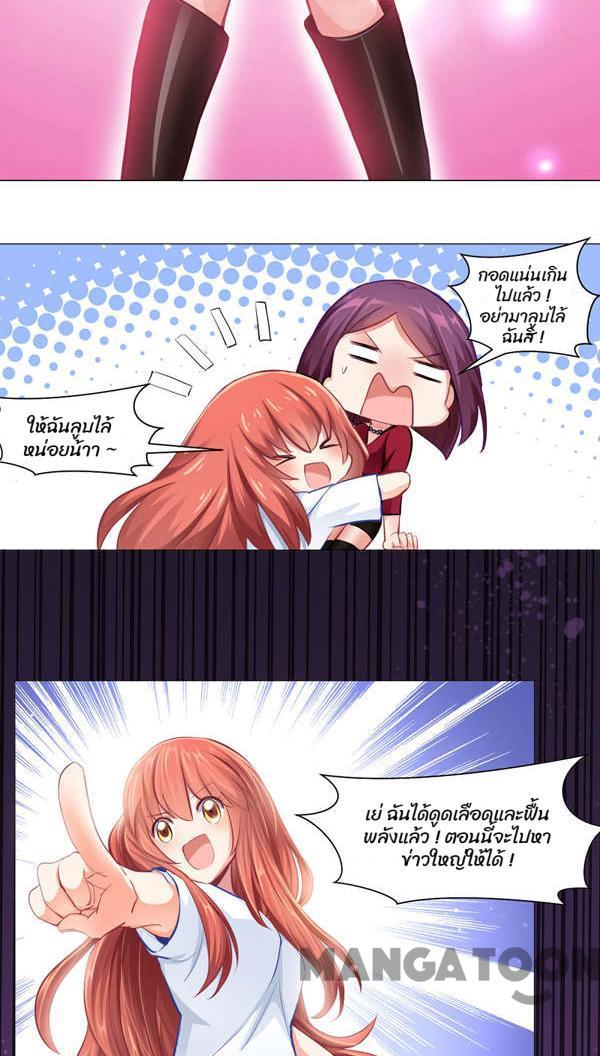 กอดแน่นเกิน
ไปแล้ว !
อย่ามาลูบไล้
ฉันสิ !
ให้ฉันลูบไล้
หน่อยน้าา ~
เย่ ฉันได้ดูดเลือดและฟื้น
พลังแล้ว ! ตอนนี้จะไปหา
ข่าวใหญ่ให้ได้ !
MANGATOON